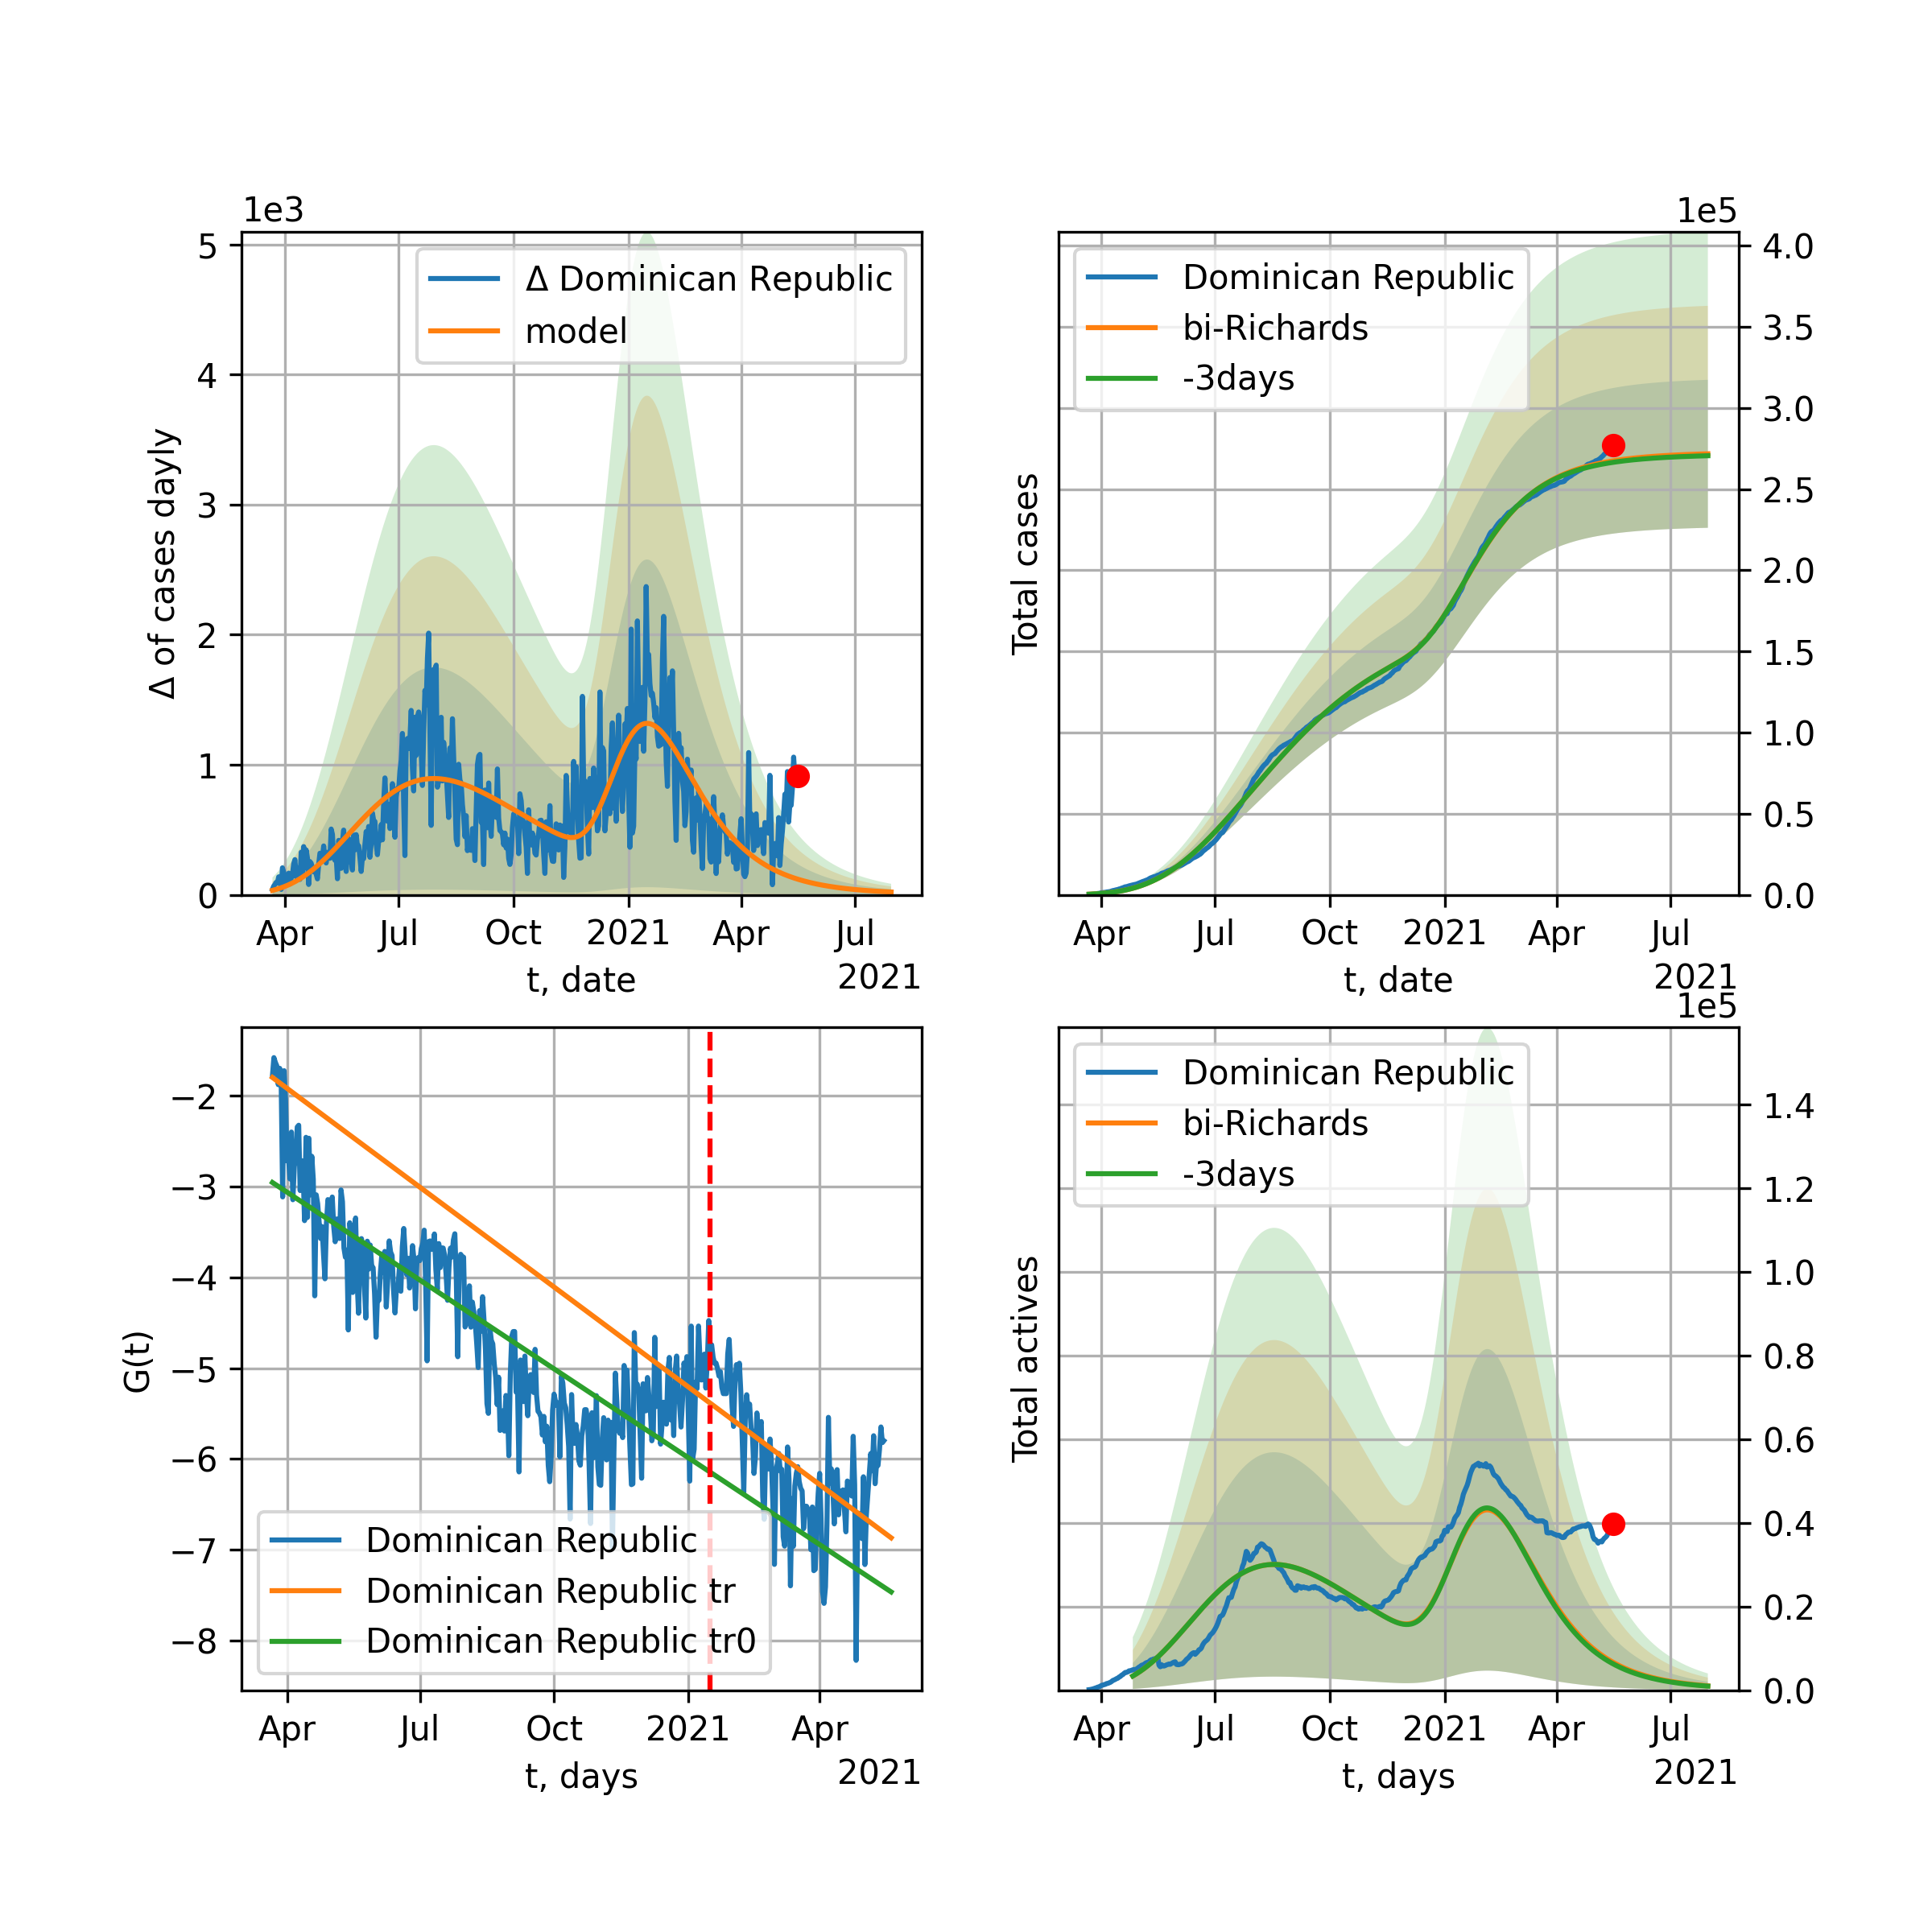 1e3
5
4
3
2
1
0
Δ of cases dayly
Δ Dominican Republic
model
Apr Jul Oct 2021 Apr Jul
t, date
2021
1e5
Dominican Republic
bi-Richards
-3days
Total cases
4.0
3.5
3.0
2.5
2.0
1.5
1.0
0.5
0.0
Apr Jul Oct 2021 Apr Jul
t, date
2021
G(t)
−2
−3
−4
−5
−6
−7
−8
Dominican Republic
Dominican Republic tr
Dominican Republic tr0
Apr Jul Oct 2021 Apr
t, days
2021
1e5
Dominican Republic
bi-Richards
-3days
Total actives
1.4
1.2
1.0
0.8
0.6
0.4
0.2
0.0
Apr Jul Oct 2021 Apr Jul
t, days
2021